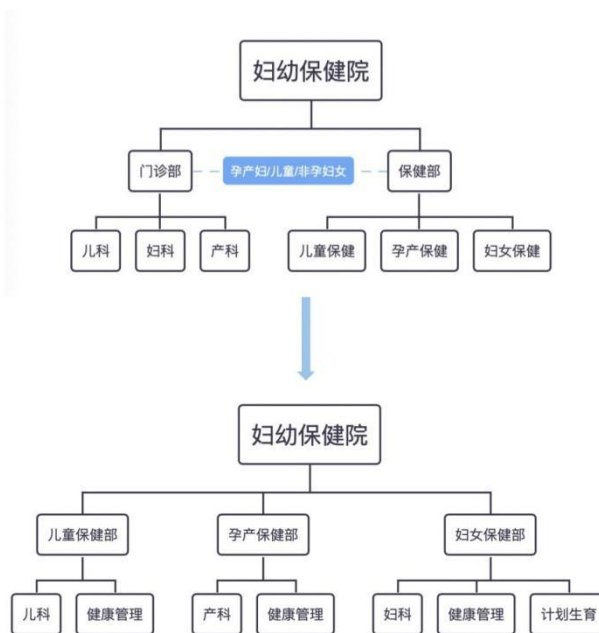 妇幼保健院
门诊部
孕产妇/儿童/非孕妇女
保健部
儿科
妇科
产科
儿童保健
孕产保健
妇女保健
妇幼保健院
儿童保健部
孕产保健部
妇女保健部
儿科
健康管理
产科
健康管理
妇科
健康管理
计划生育